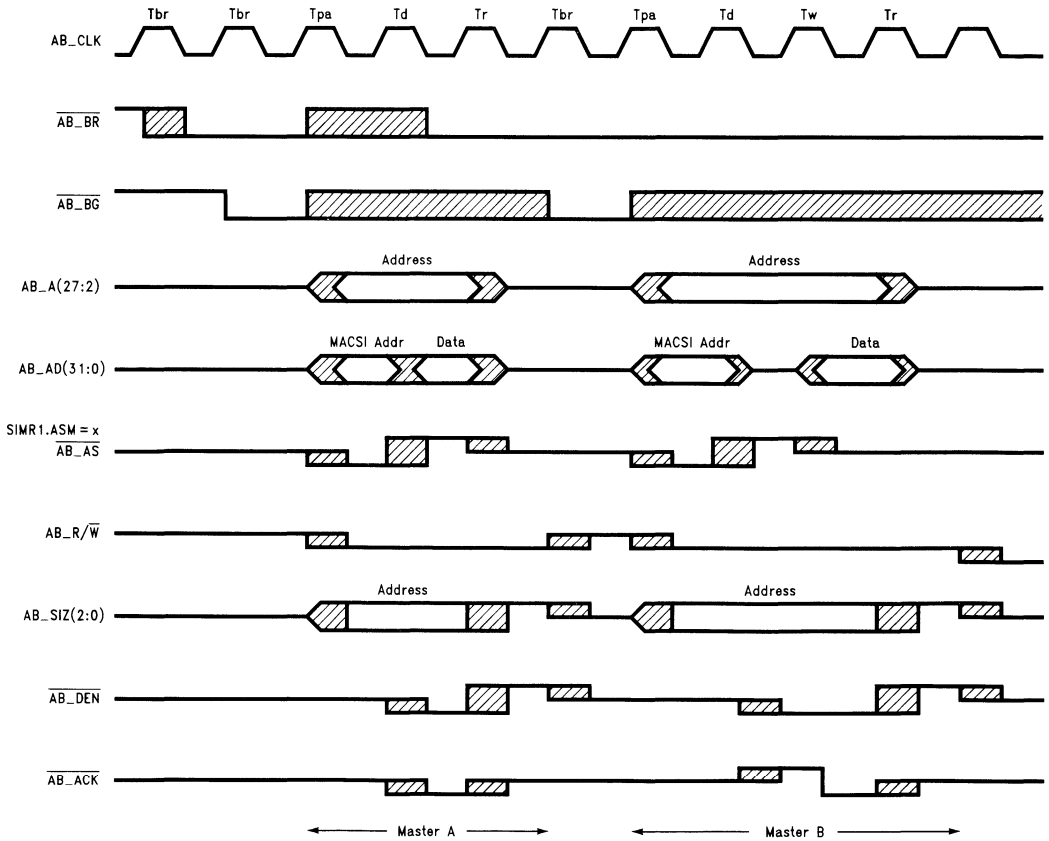 Tbr Tbr Tpa Td Tr Tbr Tpa Td Tw Tr
AB_CLK
AB_BR
AB_BG
Address Address
AB_A(27:2)
MACSI Addr Data MACSI Addr Data
AB_AD(31:0)
SIMR1.ASM = x
AB_AS
AB_R/W
Address Address
AB_SIZ(2:0)
AB_DEN
AB_ACK
Master A Master B